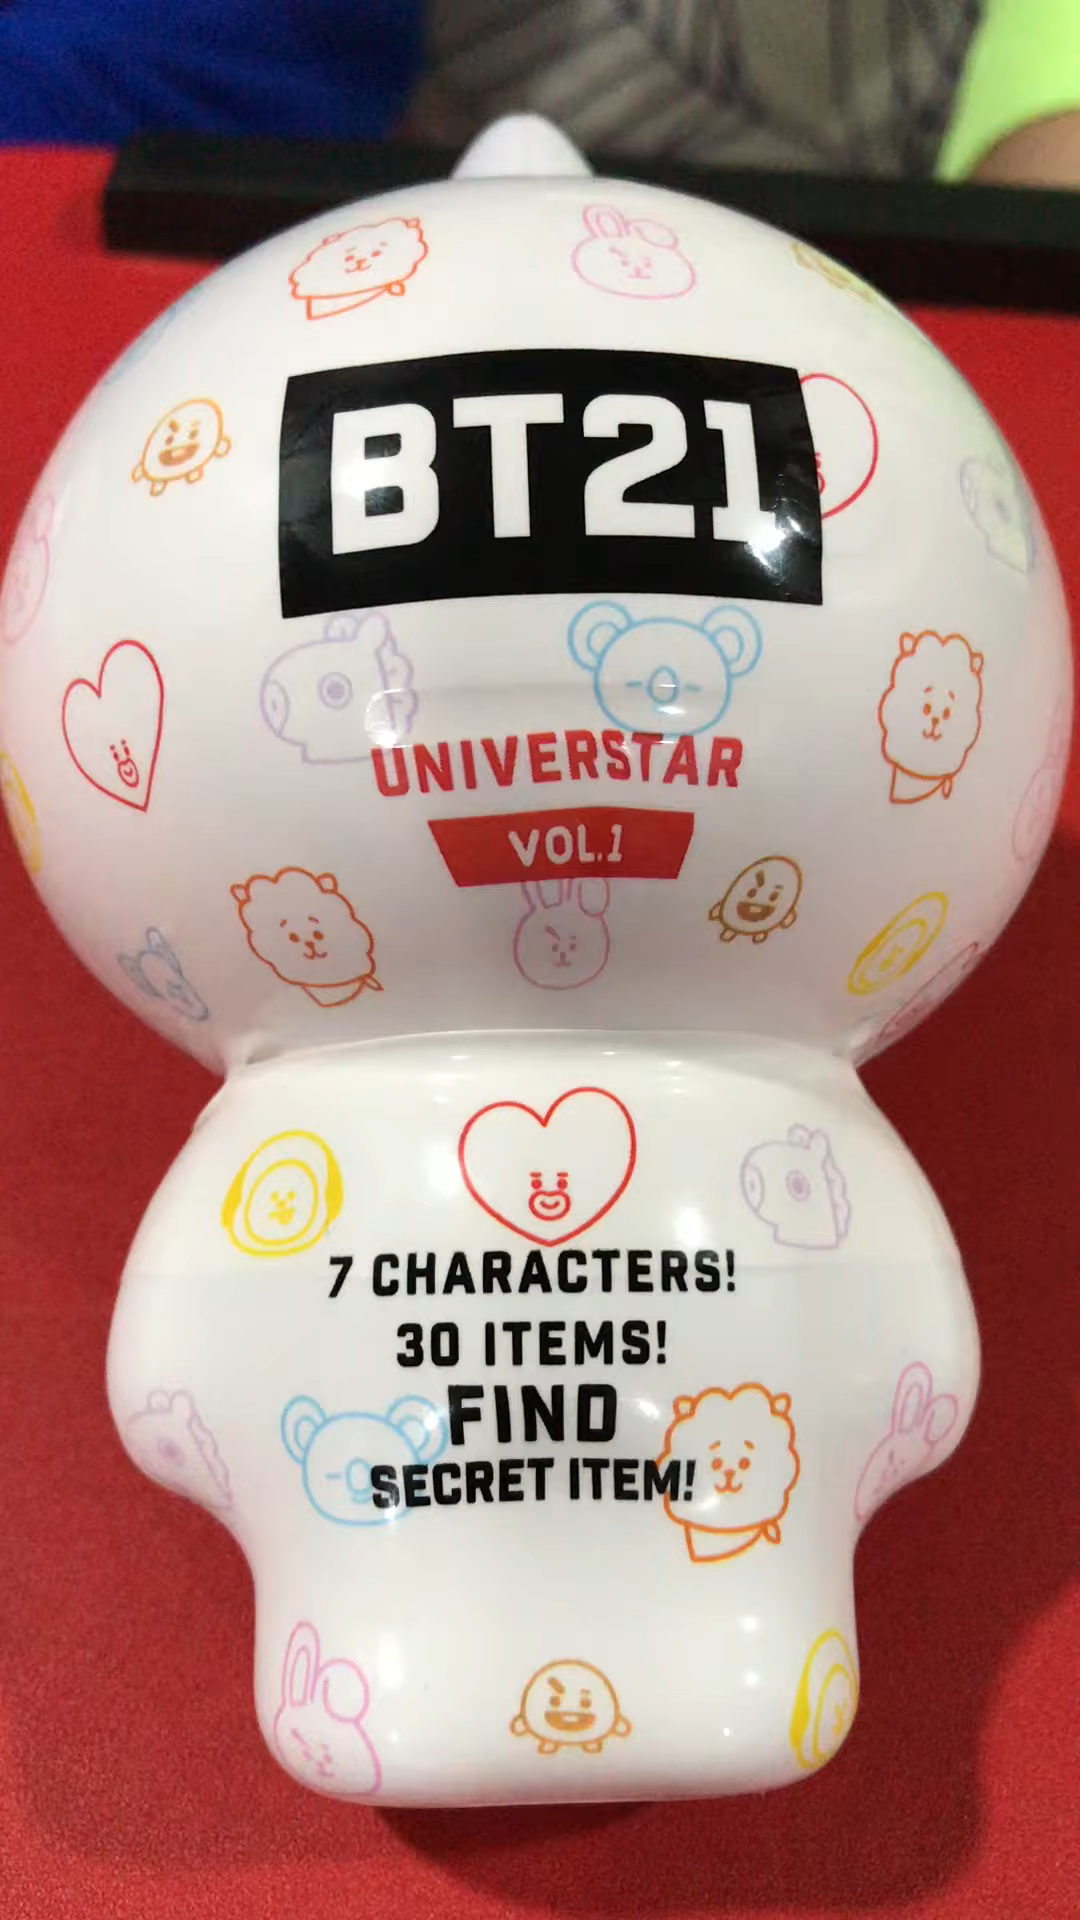 BT21
UNIVERSTAR
VOL.1
7 CHARACTERS!
30 ITEMS!
FIND
SECRET ITEM!